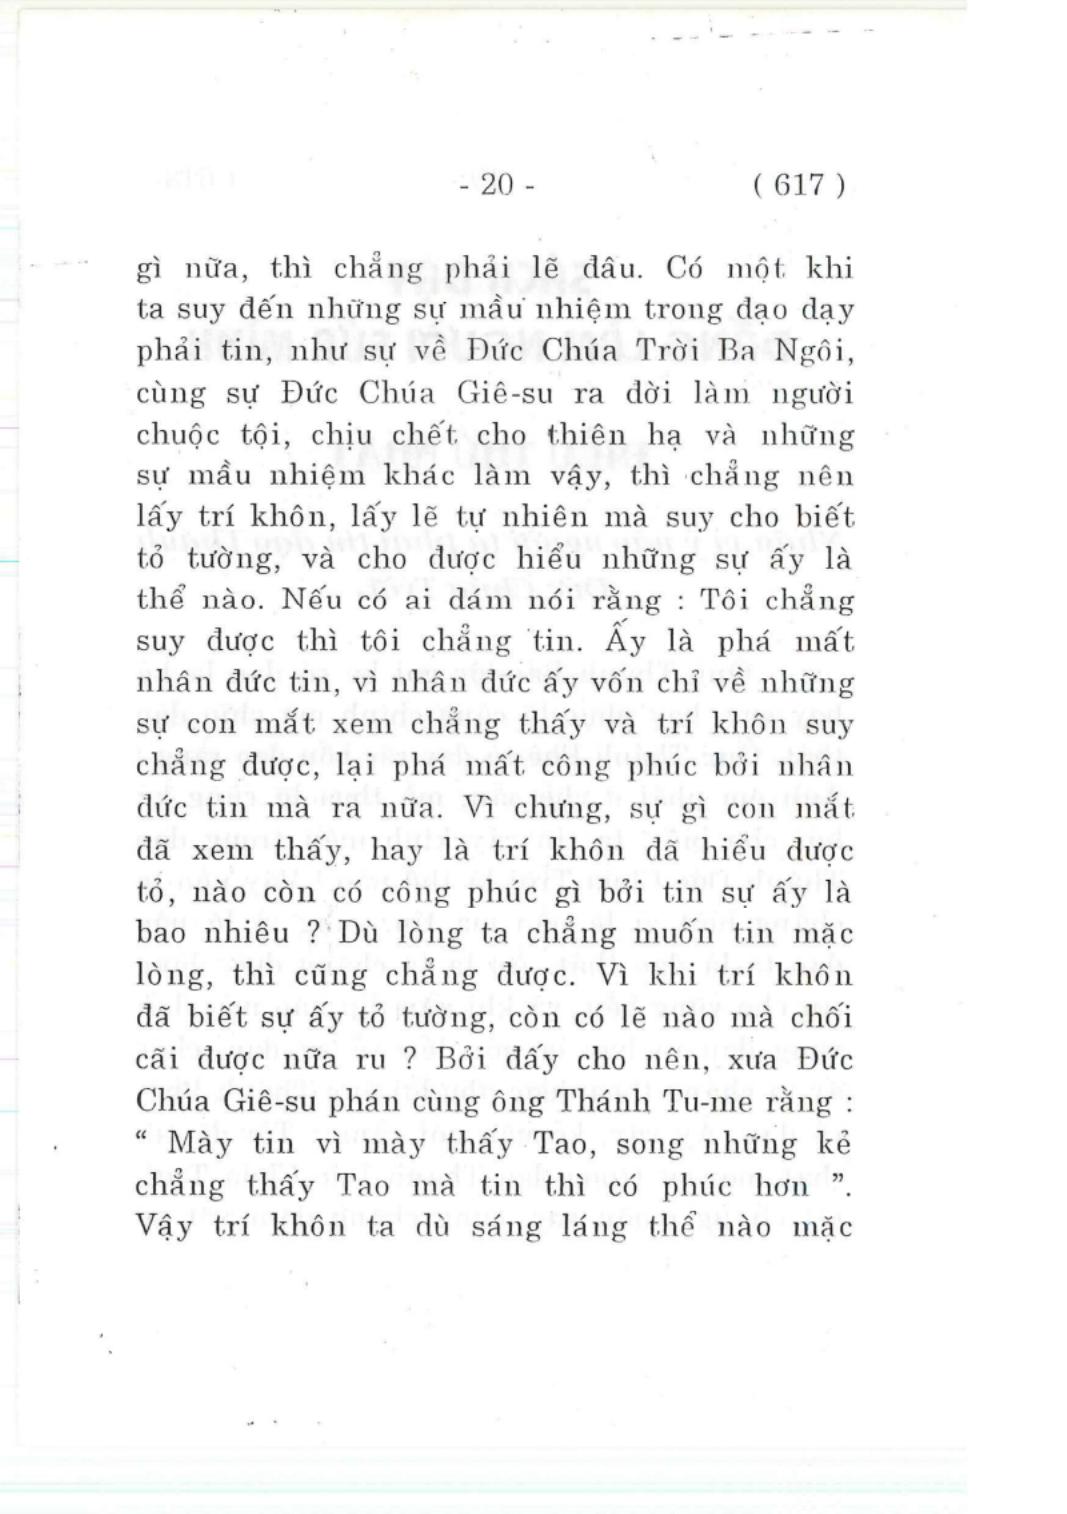 - 20 - ( 617 )
gì nữa, thì chẳng phải lẽ đâu. Có một khi
ta suy đến những sự mầu nhiệm trong đạo dạy
phải tin, như sự về Đức Chúa Trời Ba Ngôi,
cùng sự Đức Chúa Giê-su ra đời làm người
chuộc tội, chịu chết cho thiên hạ và những
sự mầu nhiệm khác làm vậy, thì chẳng nên
lấy trí khôn, lấy lẽ tự nhiên mà suy cho biết
tỏ tường, và cho được hiểu những sự ấy là
thể nào. Nếu có ai dám nói rằng : Tôi chẳng
suy được thì tôi chẳng tin. Ấy là phá mất
nhân đức tin, vì nhân đức ấy vốn chỉ về những
sự con mắt xem chẳng thấy và trí khôn suy
chẳng được, lại phá mất công phúc bởi nhân
đức tin mà ra nữa. Vì chưng, sự gì con mắt
đã xem thấy, hay là trí khôn đã hiểu được
tỏ, nào còn có công phúc gì bởi tin sự ấy là
bao nhiêu ? Dù lòng ta chẳng muốn tin mặc
lòng, thì cũng chẳng được. Vì khi trí khôn
đã biết sự ấy tỏ tường, còn có lẽ nào mà chối
cãi được nữa ru ? Bởi đấy cho nên, xưa Đức
Chúa Giê-su phán cùng ông Thánh Tu-me rằng :
“ Mày tin vì mày thấy Tao, song những kẻ
chẳng thấy Tao mà tin thì có phúc hơn ”.
Vậy trí khôn ta dù sáng láng thể nào mặc